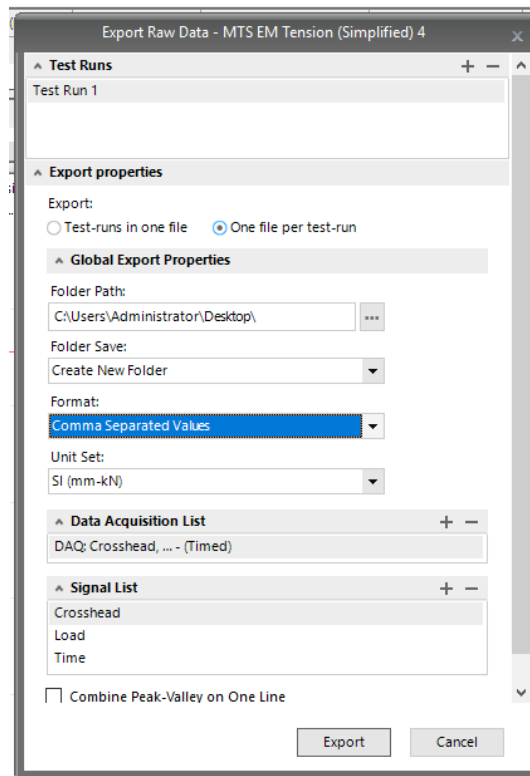 Export Raw Data - MTS EM Tension (Simplified) 4
x
Test Runs
+ −
Test Run 1
Export properties
Export:
Test-runs in one file One file per test-run
Global Export Properties
Folder Path:
C:\Users\Administrator\Desktop\
...
Folder Save:
Create New Folder
Format:
Comma Separated Values
Unit Set:
SI (mm-kN)
Data Acquisition List
+ −
DAQ: Crosshead, ... - (Timed)
Signal List
+ −
Crosshead
Load
Time
Combine Peak-Valley on One Line
Export Cancel